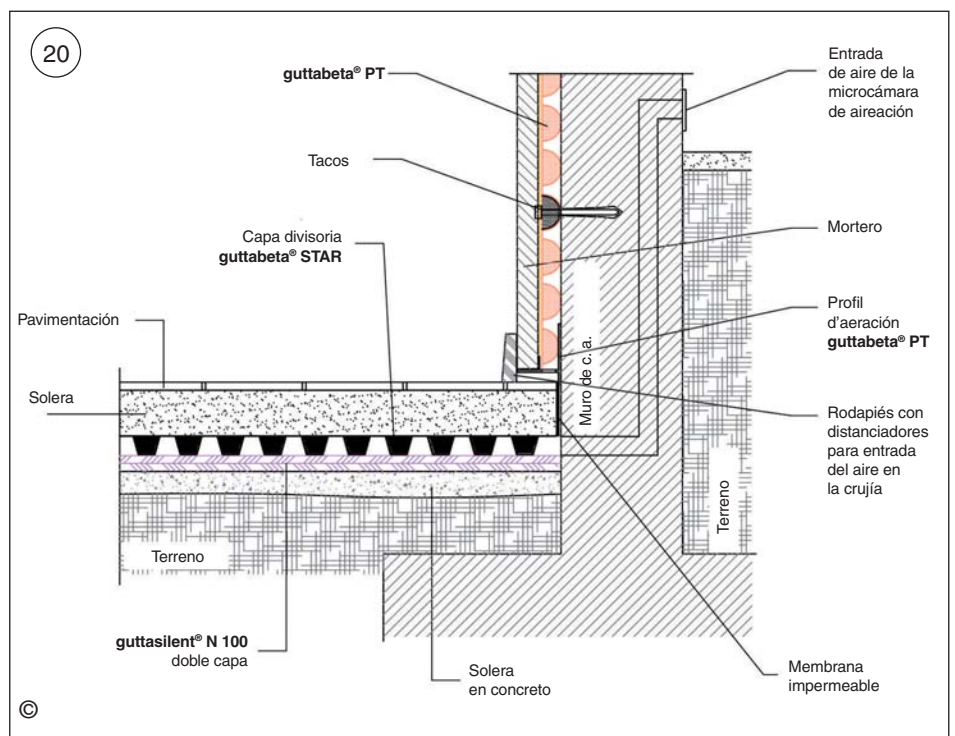 20
guttabeta® PT
Entrada
de aire de la
microcámara
de aireación
Tacos
Mortero
Capa divisoria
guttabeta® STAR
Pavimentación
Profil
d'aeración
guttabeta® PT
Muro de c.a.
Solera
Rodapiés con
distanciadores
para entrada
del aire en
la crujía
Terreno
Terreno
guttasilent® N 100
doble capa
Solera
en concreto
Membrana
impermeable
©